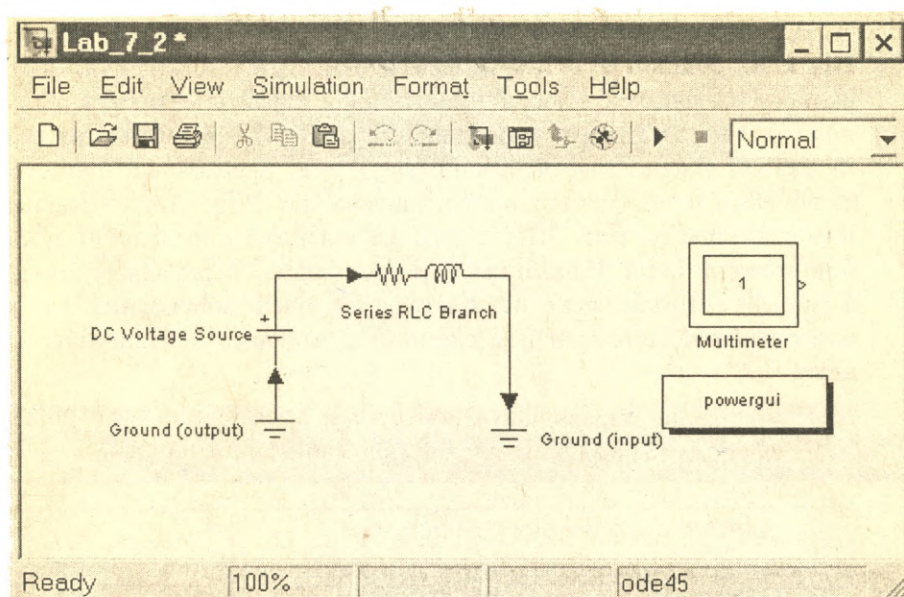 Lab_7_2 *
File Edit View Simulation Format Tools Help
Normal
Series RLC Branch
DC Voltage Source
+
1
Multimeter
powergui
Ground (output)
Ground (input)
Ready 100% ode45